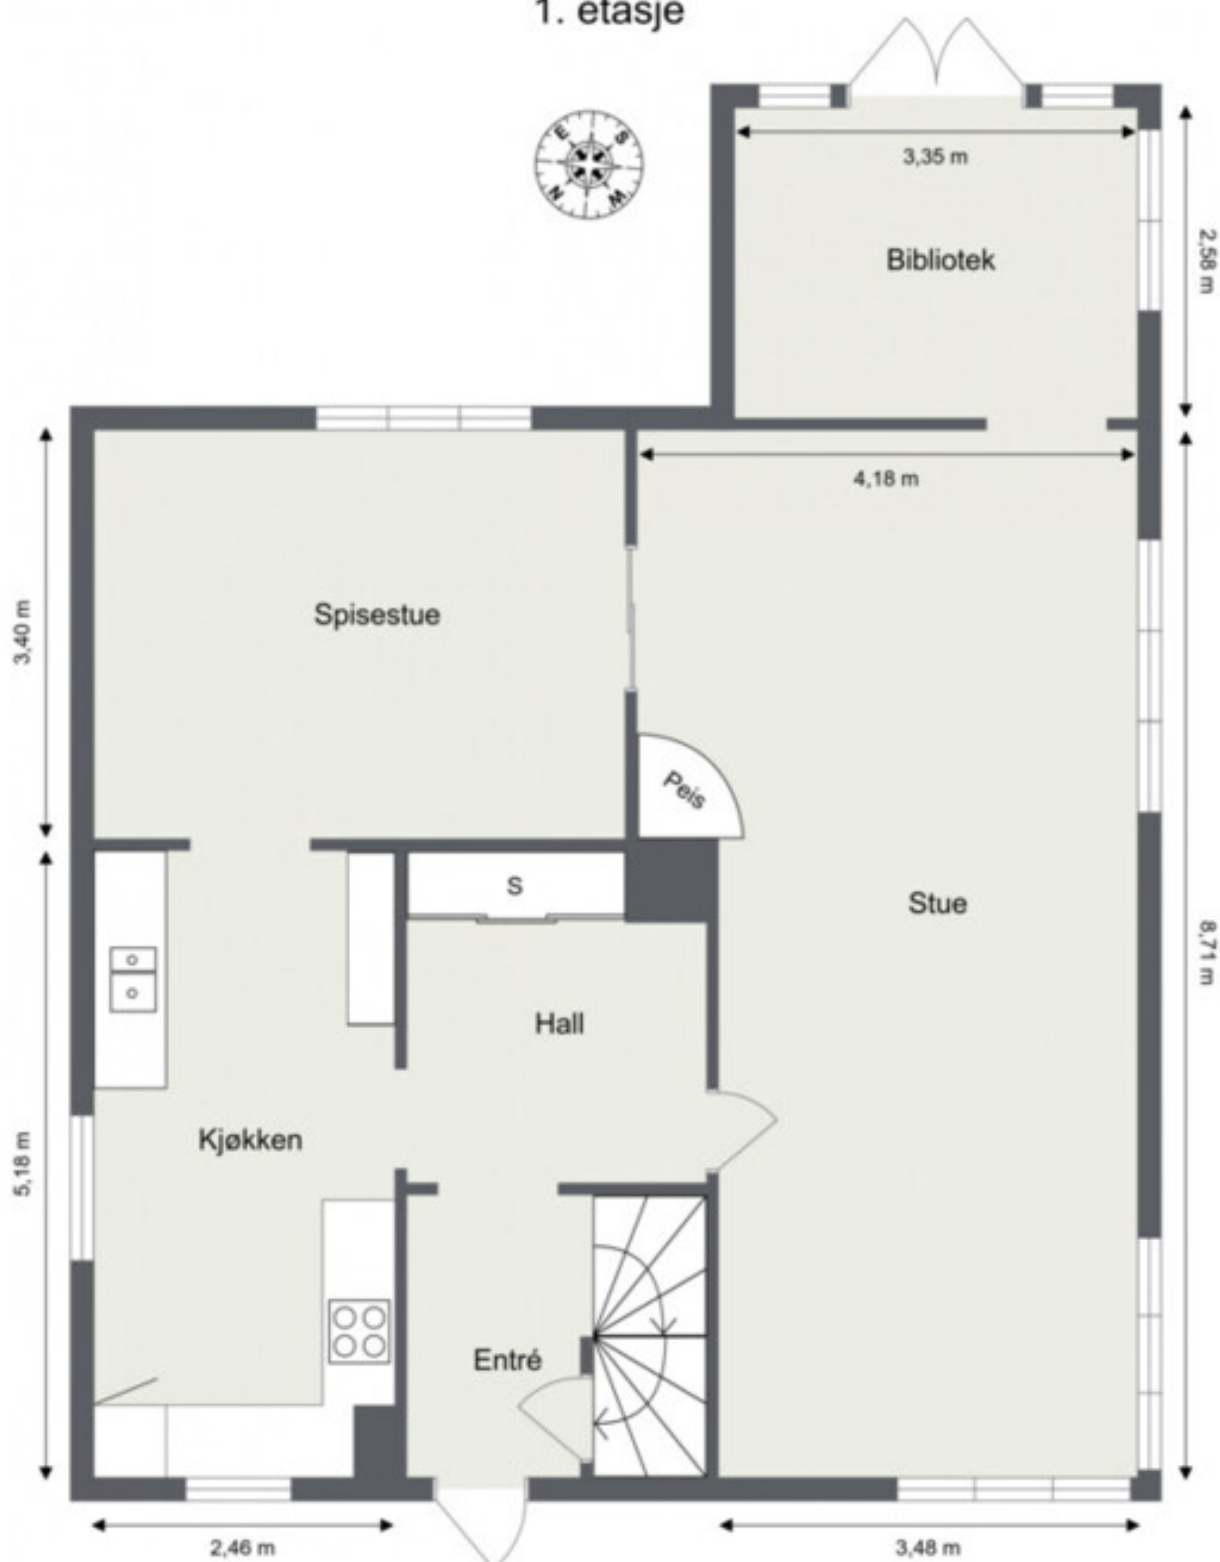 1. etasje
E
S
N
W
3,35 m
2,58 m
Bibliotek
4,18 m
3,40 m
Spisestue
Peis
S
Stue
8,71 m
Hall
5,18 m
Kjøkken
Entré
2,46 m
3,48 m